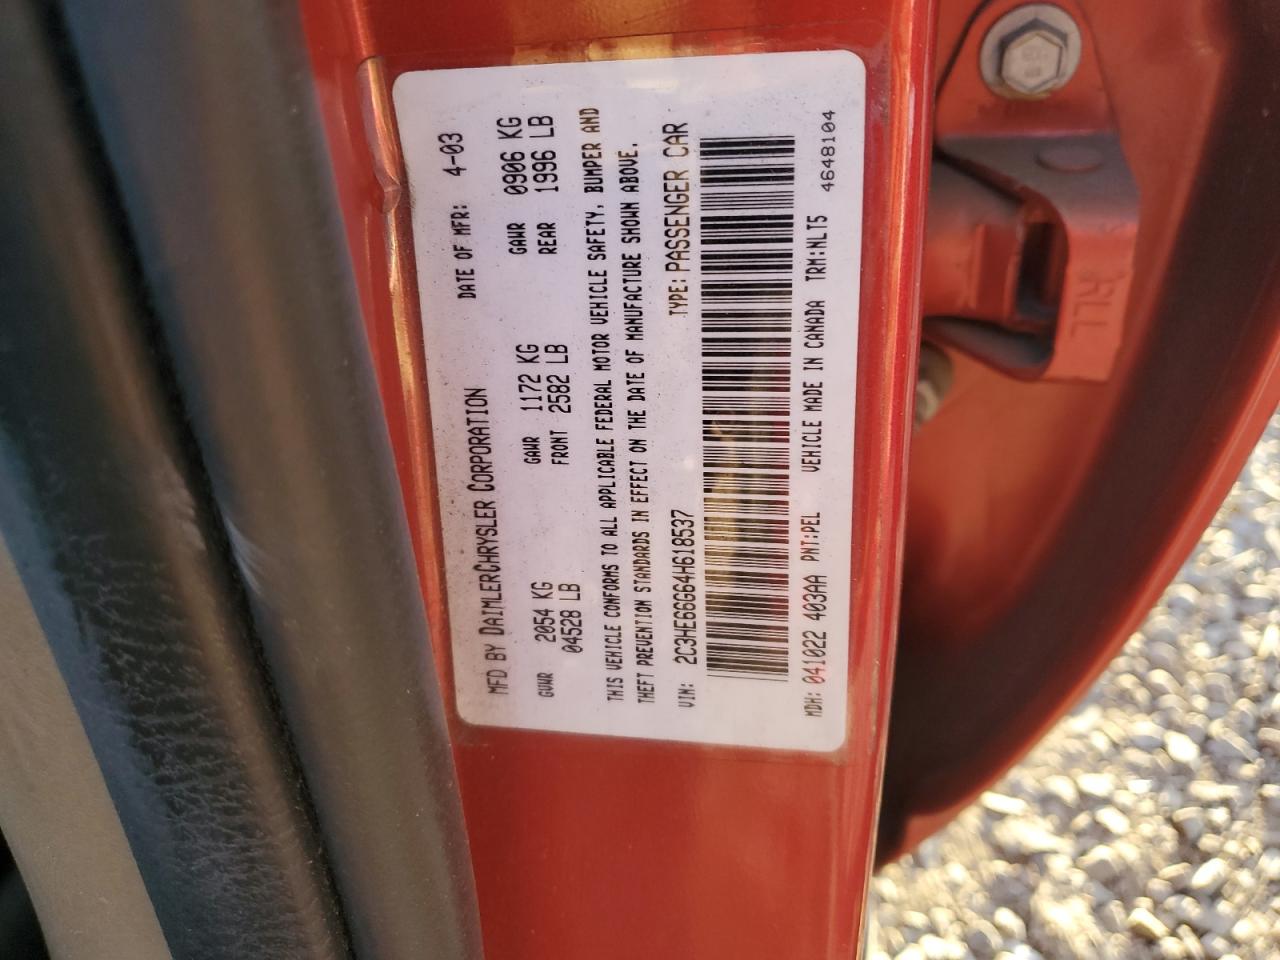 MFD BY DAIMLERCHRYSLER CORPORATION DATE OF MFR: 4-03
GVWR 2054 KG GAWR 1172 KG GAWR 0906 KG
04528 LB FRONT 2582 LB REAR 1996 LB
THIS VEHICLE CONFORMS TO ALL APPLICABLE FEDERAL MOTOR VEHICLE SAFETY, BUMPER AND
THEFT PREVENTION STANDARDS IN EFFECT ON THE DATE OF MANUFACTURE SHOWN ABOVE.
VIN: 2C3HE66G64H618537 TYPE: PASSENGER CAR
MDH: 041022 403AA PNT:PEL VEHICLE MADE IN CANADA TRM:NLT5 4648104